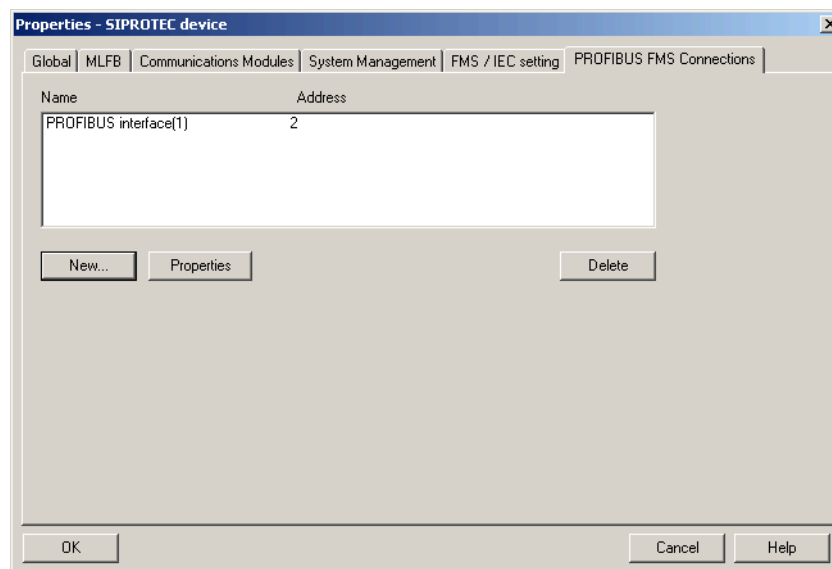 Properties - SIPROTEC device
Global MLFB Communications Modules System Management FMS / IEC setting PROFIBUS FMS Connections
Name Address
PROFIBUS interface(1) 2
New... Properties Delete
OK Cancel Help